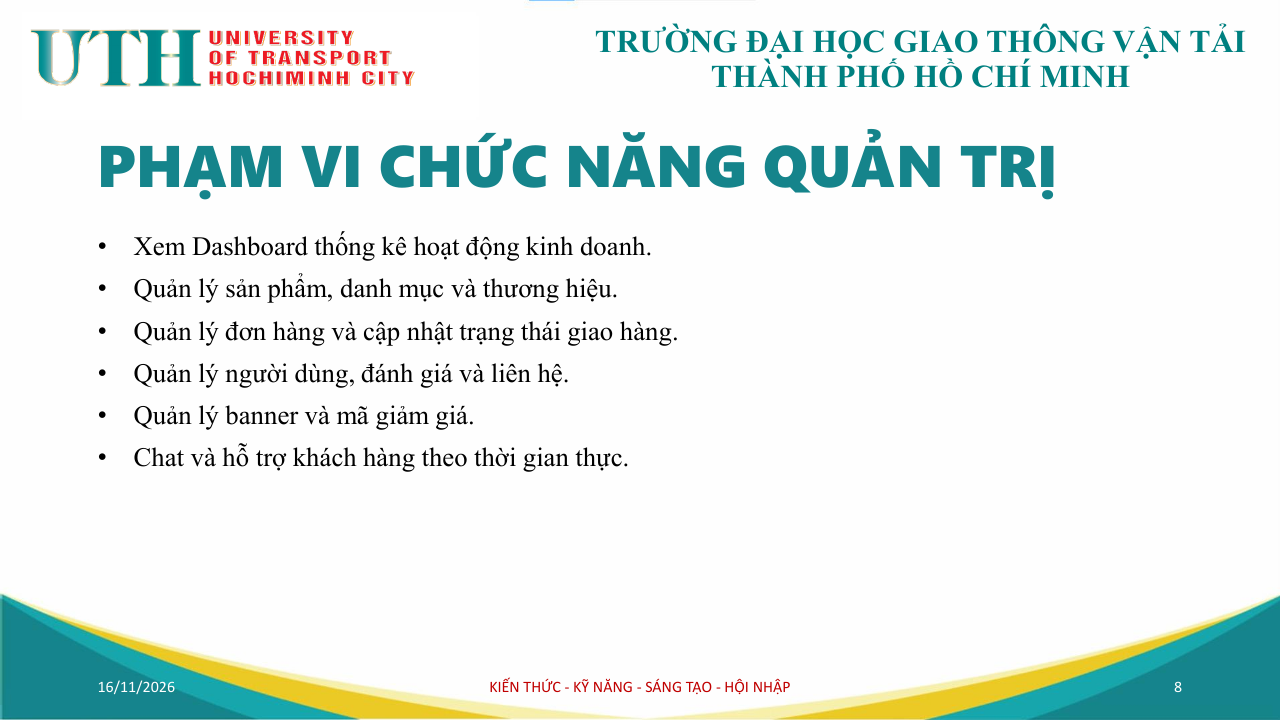 UTH
UNIVERSITY
OF TRANSPORT
HOCHIMINH CITY
TRƯỜNG ĐẠI HỌC GIAO THÔNG VẬN TẢI
THÀNH PHỐ HỒ CHÍ MINH
PHẠM VI CHỨC NĂNG QUẢN TRỊ
• Xem Dashboard thống kê hoạt động kinh doanh.
• Quản lý sản phẩm, danh mục và thương hiệu.
• Quản lý đơn hàng và cập nhật trạng thái giao hàng.
• Quản lý người dùng, đánh giá và liên hệ.
• Quản lý banner và mã giảm giá.
• Chat và hỗ trợ khách hàng theo thời gian thực.
16/11/2026
KIẾN THỨC - KỸ NĂNG - SÁNG TẠO - HỘI NHẬP
8